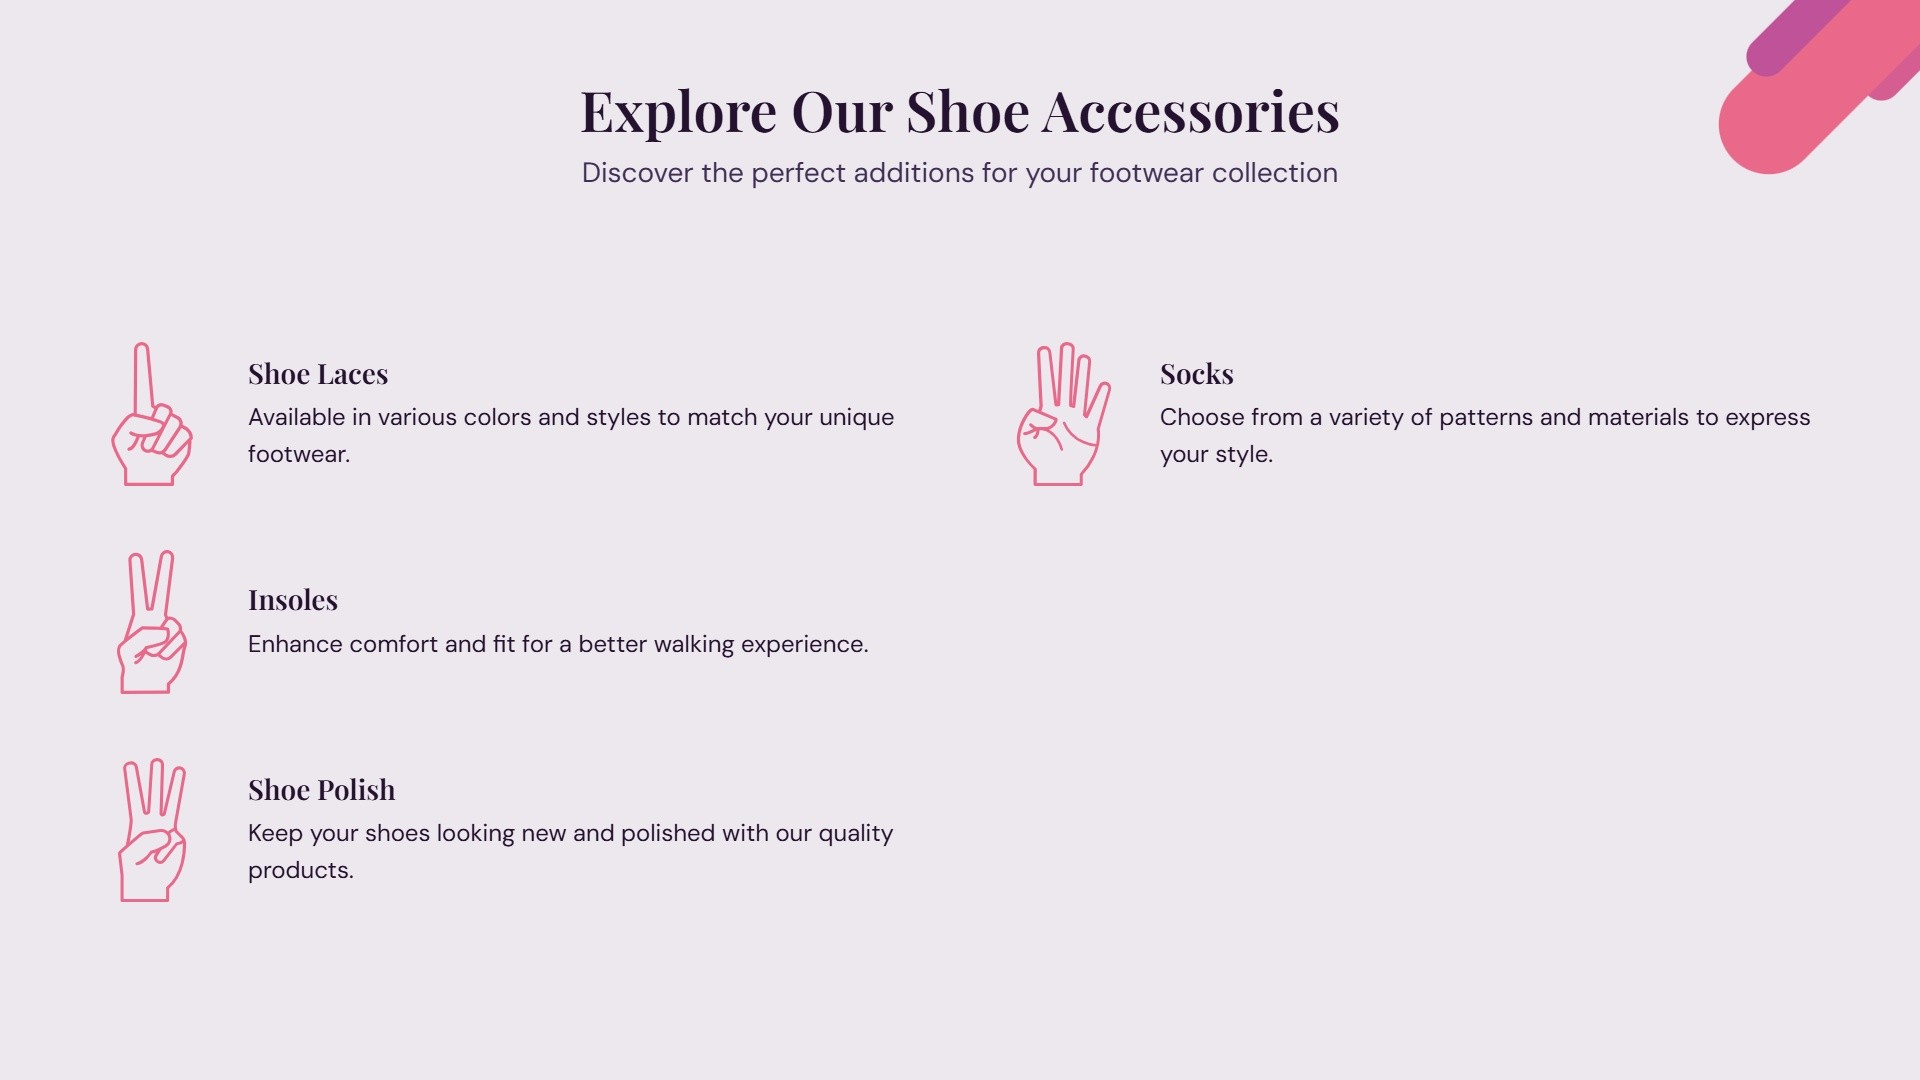 Explore Our Shoe Accessories
Discover the perfect additions for your footwear collection
Shoe Laces
Available in various colors and styles to match your unique
footwear.
Insoles
Enhance comfort and fit for a better walking experience.
Shoe Polish
Keep your shoes looking new and polished with our quality
products.
Socks
Choose from a variety of patterns and materials to express
your style.